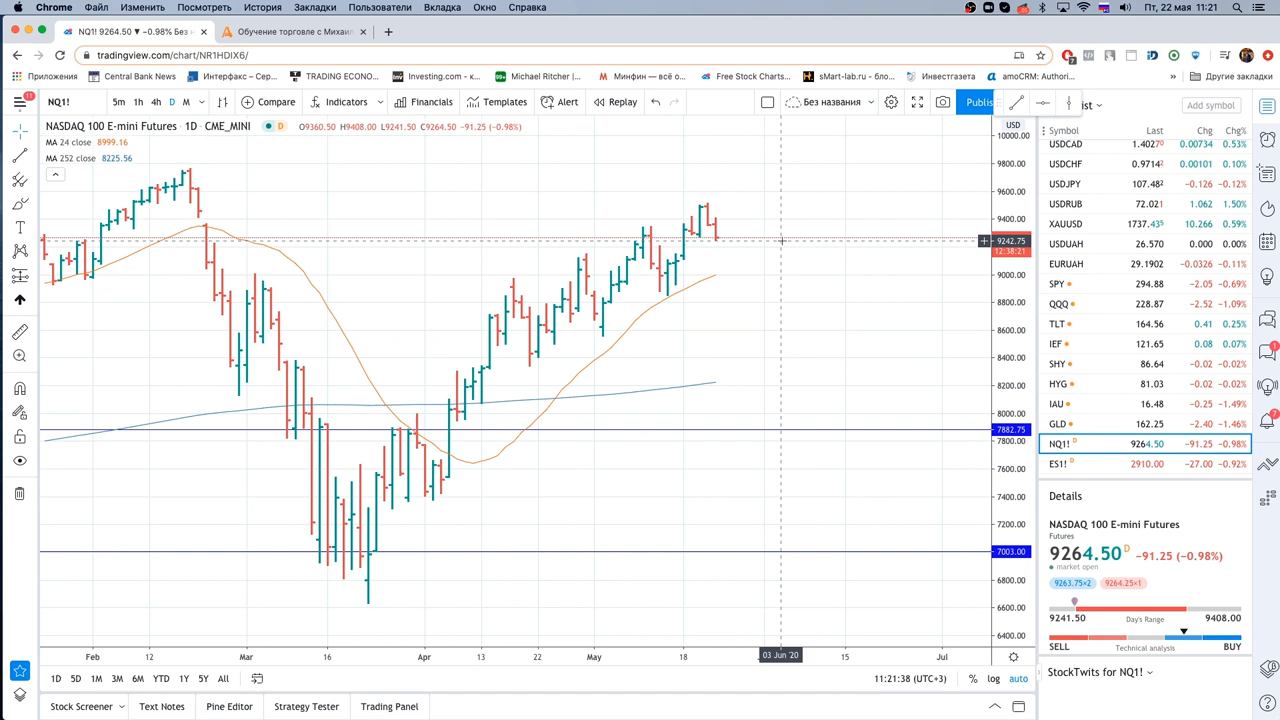 Chrome Файл Изменить Посмотреть История Закладки Пользователи Вкладка Окно Справка Пт, 22 мая 11:21
NQ1! 9264.50 ▼ −0.98% Без н × Обучение торговле с Михаил × +
tradingview.com/chart/NR1HDIX6/
Приложения Central Bank News Интерфакс – Сер... TRADING ECONO... Investing.com - к... Michael Ritcher |... Минфин — всё о... Free Stock Charts... sMart-lab.ru - бло... Инвестгазета amoCRM: Authori... » Другие закладки
NQ1! 5m 1h 4h D M Compare Indicators Financials Templates Alert Replay Без названия Publis ist Add symbol
NASDAQ 100 E-mini Futures · 1D · CME_MINI D O9360.50 H9408.00 L9241.50 C9264.50 −91.25 (−0.98%)
MA 24 close 8999.16
MA 252 close 8225.56
USD
10000.00
9800.00
9600.00
9400.00
9242.75
12:38:21
9000.00
8800.00
8600.00
8400.00
8200.00
8000.00
7882.75
7800.00
7600.00
7400.00
7200.00
7003.00
6800.00
6600.00
6400.00
Feb 12 Mar 16 Apr 13 22 May 18 03 Jun '20 15 Jul
1D 5D 1M 3M 6M YTD 1Y 5Y All 11:21:38 (UTC+3) % log auto
Stock Screener Text Notes Pine Editor Strategy Tester Trading Panel
Symbol Last Chg Chg%
USDCAD 1.40270 0.00734 0.53%
USDCHF 0.97142 0.00101 0.10%
USDJPY 107.482 −0.126 −0.12%
USDRUB 72.021 1.062 1.50%
XAUUSD 1737.435 10.266 0.59%
USDUAH 26.570 0.000 0.00%
EURUAH 29.1902 −0.0326 −0.11%
SPY 294.88 −2.05 −0.69%
QQQ 228.87 −2.52 −1.09%
TLT 164.56 0.41 0.25%
IEF 121.65 0.08 0.07%
SHY 86.64 −0.02 −0.02%
HYG 81.03 −0.02 −0.02%
IAU 16.48 −0.25 −1.49%
GLD 162.25 −2.40 −1.46%
NQ1! D 9264.50 −91.25 −0.98%
ES1! D 2910.00 −27.00 −0.92%
Details
NASDAQ 100 E-mini Futures
Futures
9264.50 D −91.25 (−0.98%)
market open
9263.75×2 9264.25×1
9241.50 Day's Range 9408.00
SELL Technical analysis BUY
StockTwits for NQ1!